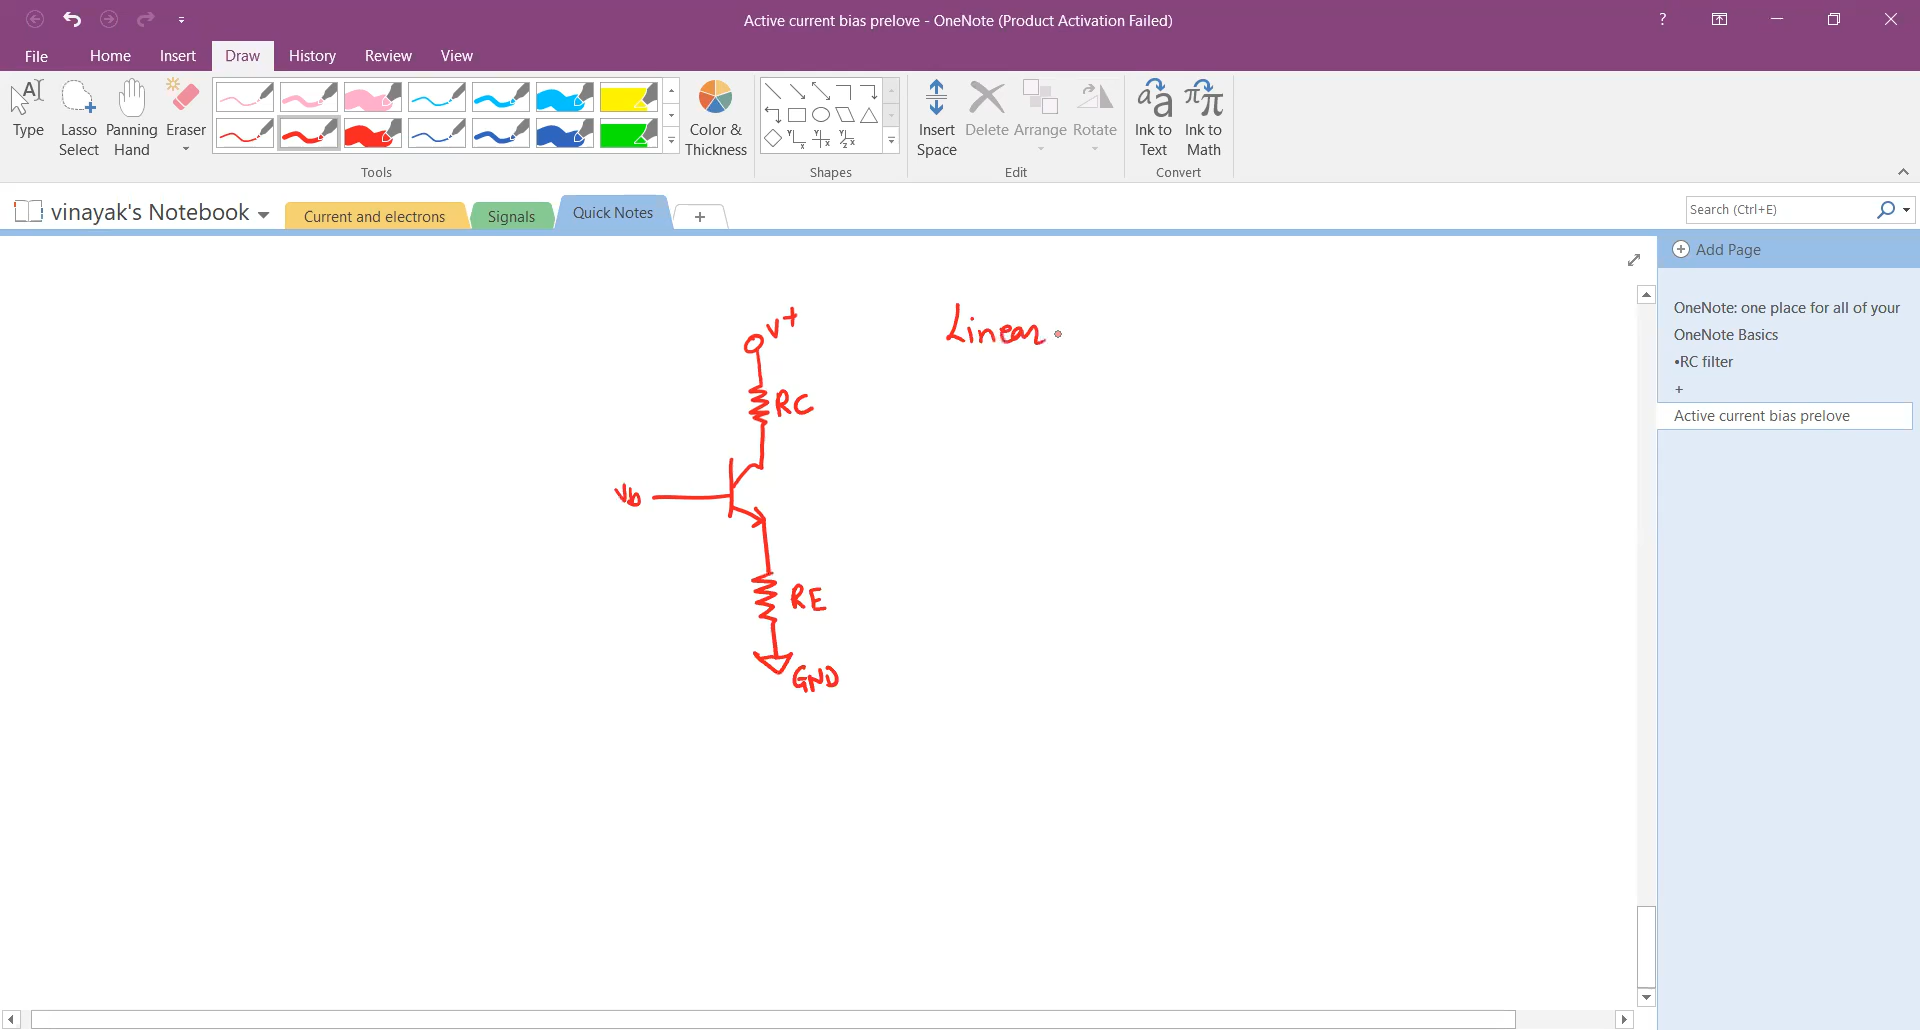 Active current bias prelove - OneNote (Product Activation Failed)
?
File Home Insert Draw History Review View
Type
Lasso Select
Panning Hand
Eraser
Color & Thickness
Insert Space
Delete
Arrange
Rotate
Ink to Text
Ink to Math
Tools
Shapes
Edit
Convert
vinayak's Notebook
Current and electrons
Signals
Quick Notes
+
Search (Ctrl+E)
Add Page
OneNote: one place for all of your
OneNote Basics
•RC filter
+
Active current bias prelove
V+
Linear
RC
Vb
RE
GND